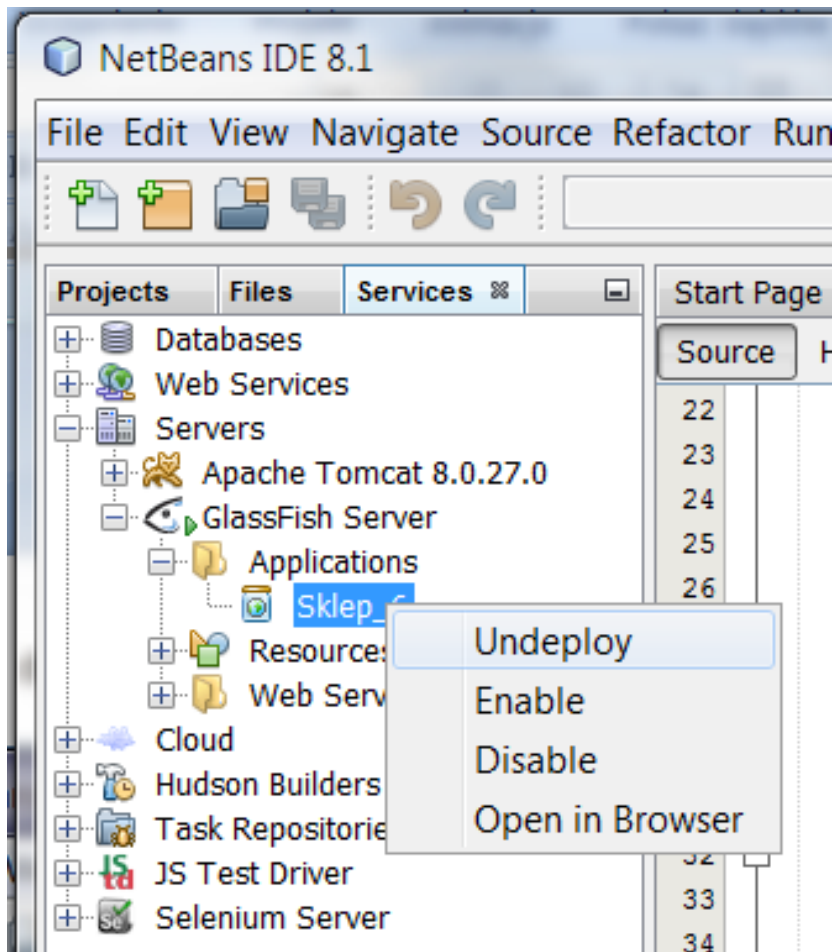 NetBeans IDE 8.1
File Edit View Navigate Source Refactor Run
Projects Files Services
Start Page
Source
Databases
Web Services
Servers
Apache Tomcat 8.0.27.0
GlassFish Server
Applications
Sklep_6
Resources
Web Serv
Cloud
Hudson Builders
Task Repositorie
JS Test Driver
Selenium Server
Undeploy
Enable
Disable
Open in Browser
22
23
24
25
26
32
33
34